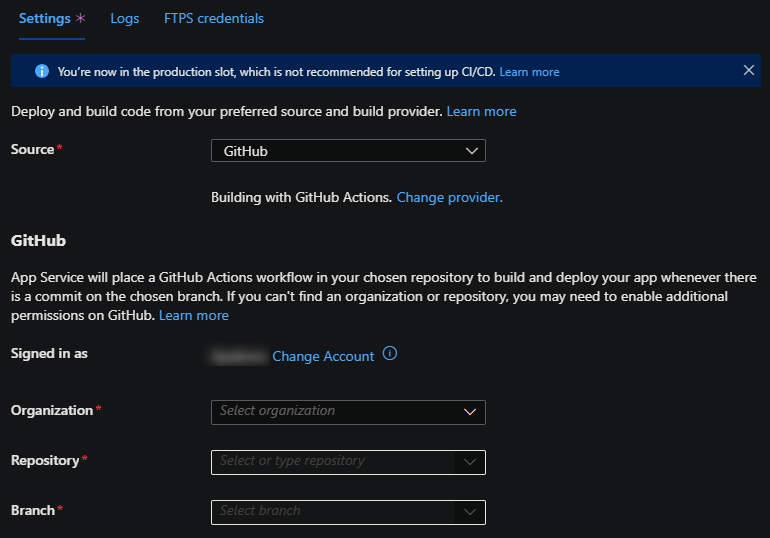 Settings *
Logs
FTPS credentials
You're now in the production slot, which is not recommended for setting up CI/CD. Learn more
Deploy and build code from your preferred source and build provider. Learn more
Source*
GitHub
Building with GitHub Actions. Change provider.
GitHub
App Service will place a GitHub Actions workflow in your chosen repository to build and deploy your app whenever there
is a commit on the chosen branch. If you can't find an organization or repository, you may need to enable additional
permissions on GitHub. Learn more
Signed in as
Change Account
Organization*
Select organization
Repository*
Select or type repository
Branch*
Select branch